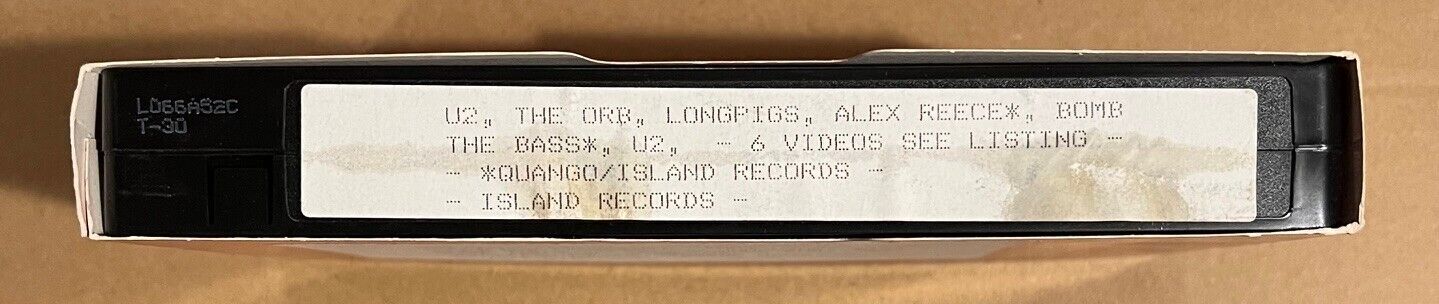 LD66AS2C
T-30
U2, THE ORB, LONGPIGS, ALEX REECE*, BOMB
THE BASS*, U2, - 6 VIDEOS SEE LISTING -
- *QUANGO/ISLAND RECORDS -
- ISLAND RECORDS -